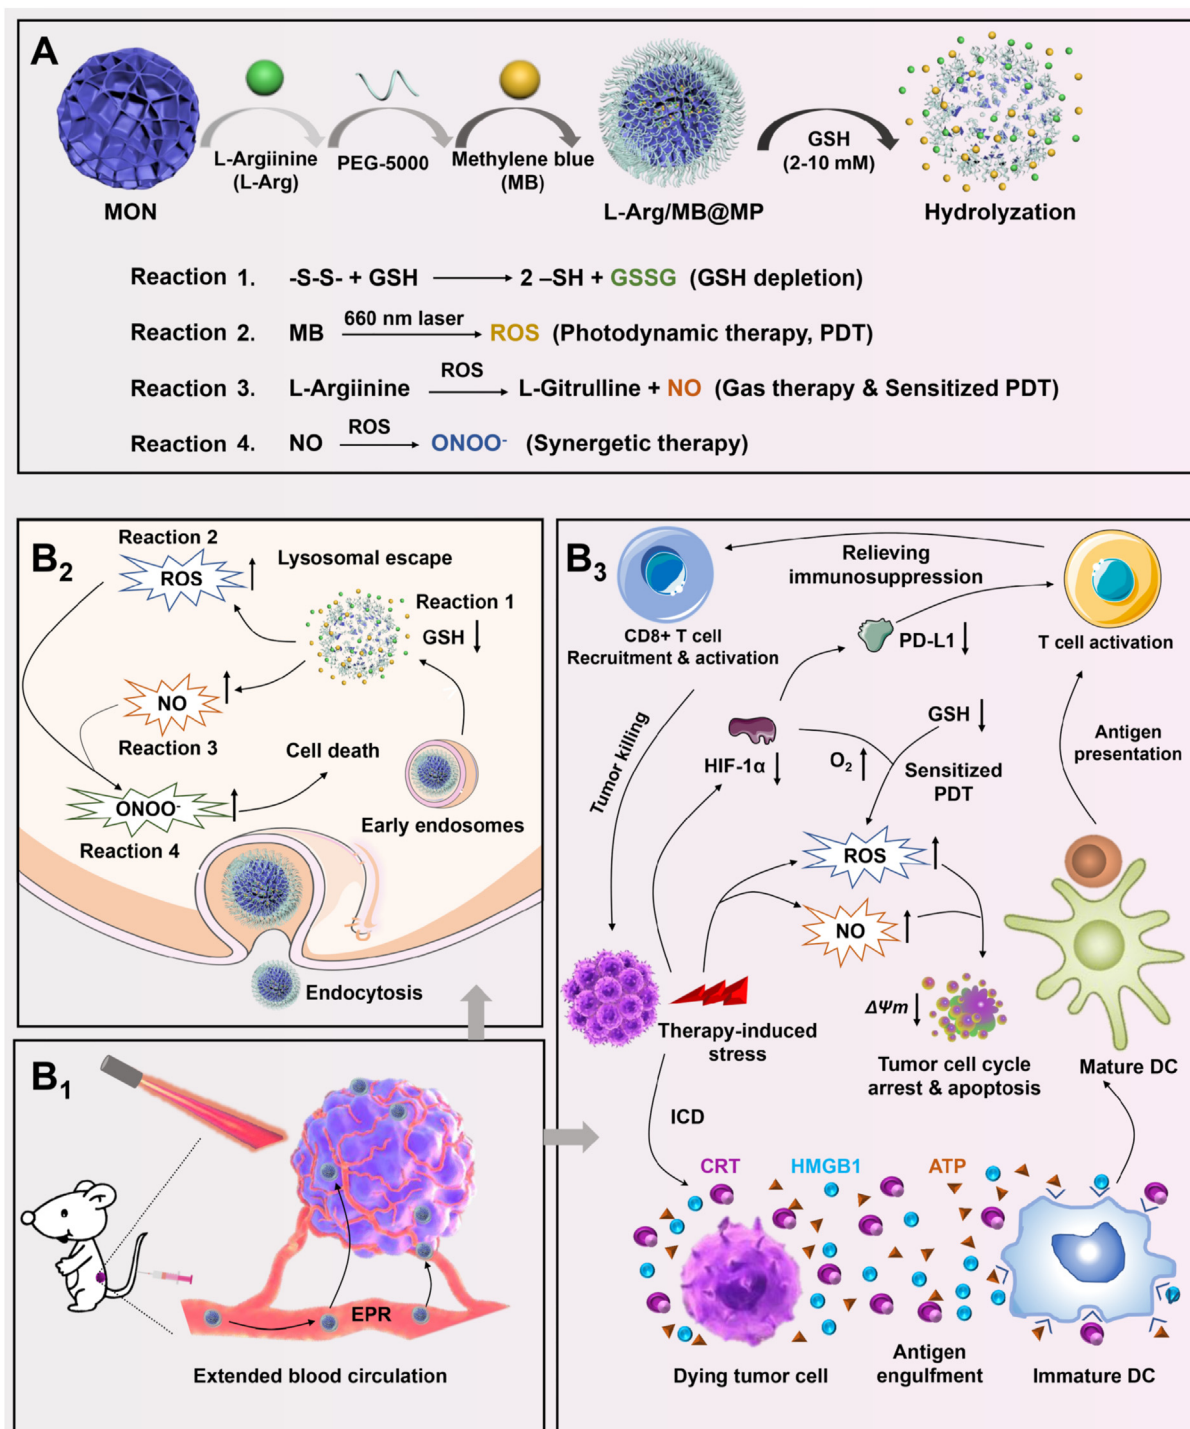 A
L-Argiinine
(L-Arg)
PEG-5000
Methylene blue
(MB)
GSH
(2-10 mM)
MON
L-Arg/MB@MP
Hydrolyzation
Reaction 1. -S-S- + GSH 2 –SH + GSSG (GSH depletion)
660 nm laser
Reaction 2. MB ROS (Photodynamic therapy, PDT)
ROS
Reaction 3. L-Argiinine L-Gitrulline + NO (Gas therapy & Sensitized PDT)
ROS
Reaction 4. NO ONOO- (Synergetic therapy)
B2
Reaction 2
ROS
Lysosomal escape
Reaction 1
GSH
NO
Reaction 3
Cell death
ONOO-
Reaction 4
Early endosomes
Endocytosis
B1
EPR
Extended blood circulation
B3
Relieving
immunosuppression
CD8+ T cell
Recruitment & activation
PD-L1
T cell activation
Tumor killing
HIF-1α
O2
GSH
Sensitized
PDT
Antigen
presentation
ROS
NO
Therapy-induced
stress
ΔΨm
Tumor cell cycle
arrest & apoptosis
Mature DC
ICD
CRT
HMGB1
ATP
Dying tumor cell
Antigen
engulfment
Immature DC